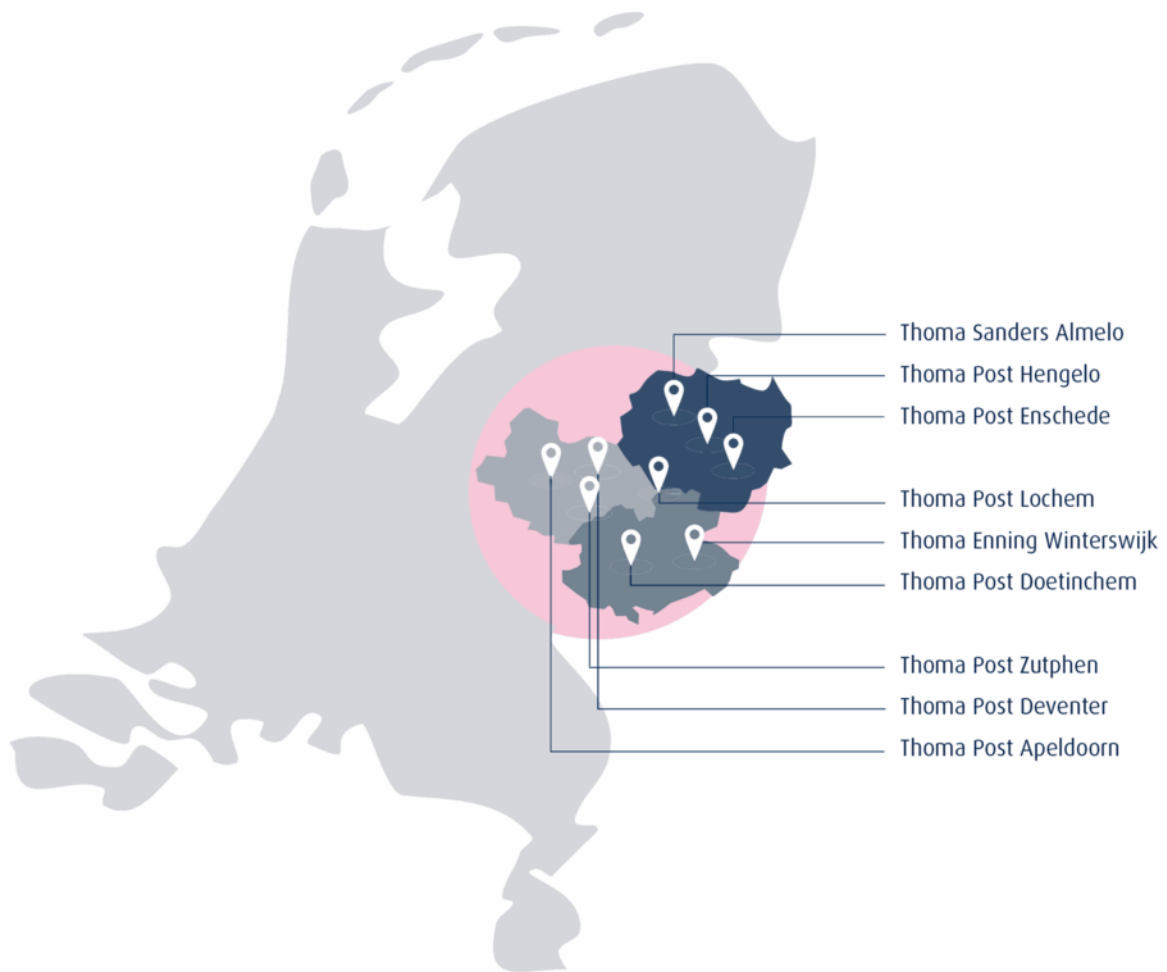 Thoma Sanders Almelo
Thoma Post Hengelo
Thoma Post Enschede
Thoma Post Lochem
Thoma Enning Winterswijk
Thoma Post Doetinchem
Thoma Post Zutphen
Thoma Post Deventer
Thoma Post Apeldoorn